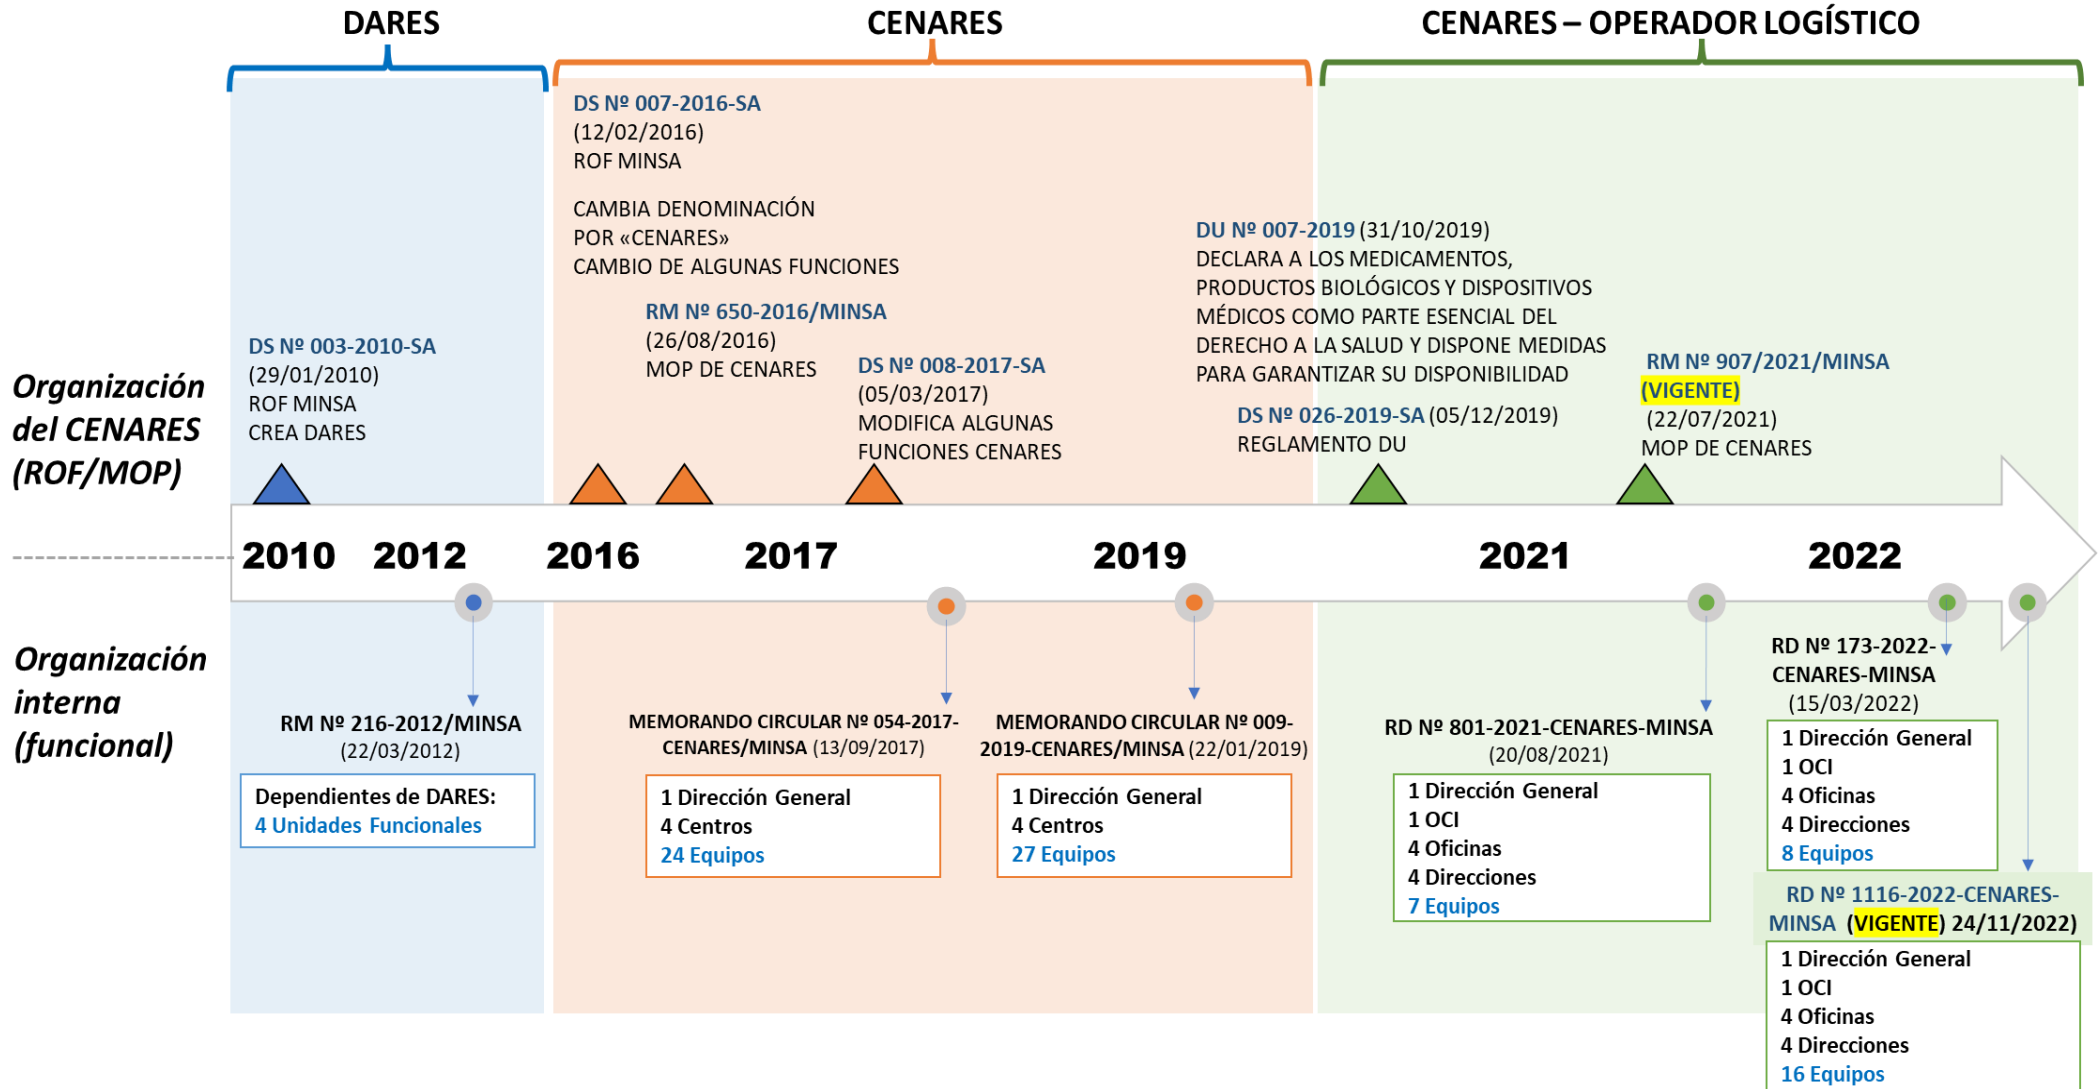 DARES
CENARES
CENARES – OPERADOR LOGÍSTICO
Organización
del CENARES
(ROF/MOP)
DS Nº 003-2010-SA
(29/01/2010)
ROF MINSA
CREA DARES
DS Nº 007-2016-SA
(12/02/2016)
ROF MINSA
CAMBIA DENOMINACIÓN
POR «CENARES»
CAMBIO DE ALGUNAS FUNCIONES
RM Nº 650-2016/MINSA
(26/08/2016)
MOP DE CENARES
DS Nº 008-2017-SA
(05/03/2017)
MODIFICA ALGUNAS
FUNCIONES CENARES
DU Nº 007-2019 (31/10/2019)
DECLARA A LOS MEDICAMENTOS,
PRODUCTOS BIOLÓGICOS Y DISPOSITIVOS
MÉDICOS COMO PARTE ESENCIAL DEL
DERECHO A LA SALUD Y DISPONE MEDIDAS
PARA GARANTIZAR SU DISPONIBILIDAD
DS Nº 026-2019-SA (05/12/2019)
REGLAMENTO DU
RM Nº 907/2021/MINSA
(VIGENTE)
(22/07/2021)
MOP DE CENARES
2010 2012 2016 2017 2019 2021 2022
Organización
interna
(funcional)
RM Nº 216-2012/MINSA
(22/03/2012)
Dependientes de DARES:
4 Unidades Funcionales
MEMORANDO CIRCULAR Nº 054-2017-
CENARES/MINSA (13/09/2017)
1 Dirección General
4 Centros
24 Equipos
MEMORANDO CIRCULAR Nº 009-
2019-CENARES/MINSA (22/01/2019)
1 Dirección General
4 Centros
27 Equipos
RD Nº 801-2021-CENARES-MINSA
(20/08/2021)
1 Dirección General
1 OCI
4 Oficinas
4 Direcciones
7 Equipos
RD Nº 173-2022-
CENARES-MINSA
(15/03/2022)
1 Dirección General
1 OCI
4 Oficinas
4 Direcciones
8 Equipos
RD Nº 1116-2022-CENARES-
MINSA (VIGENTE) 24/11/2022)
1 Dirección General
1 OCI
4 Oficinas
4 Direcciones
16 Equipos